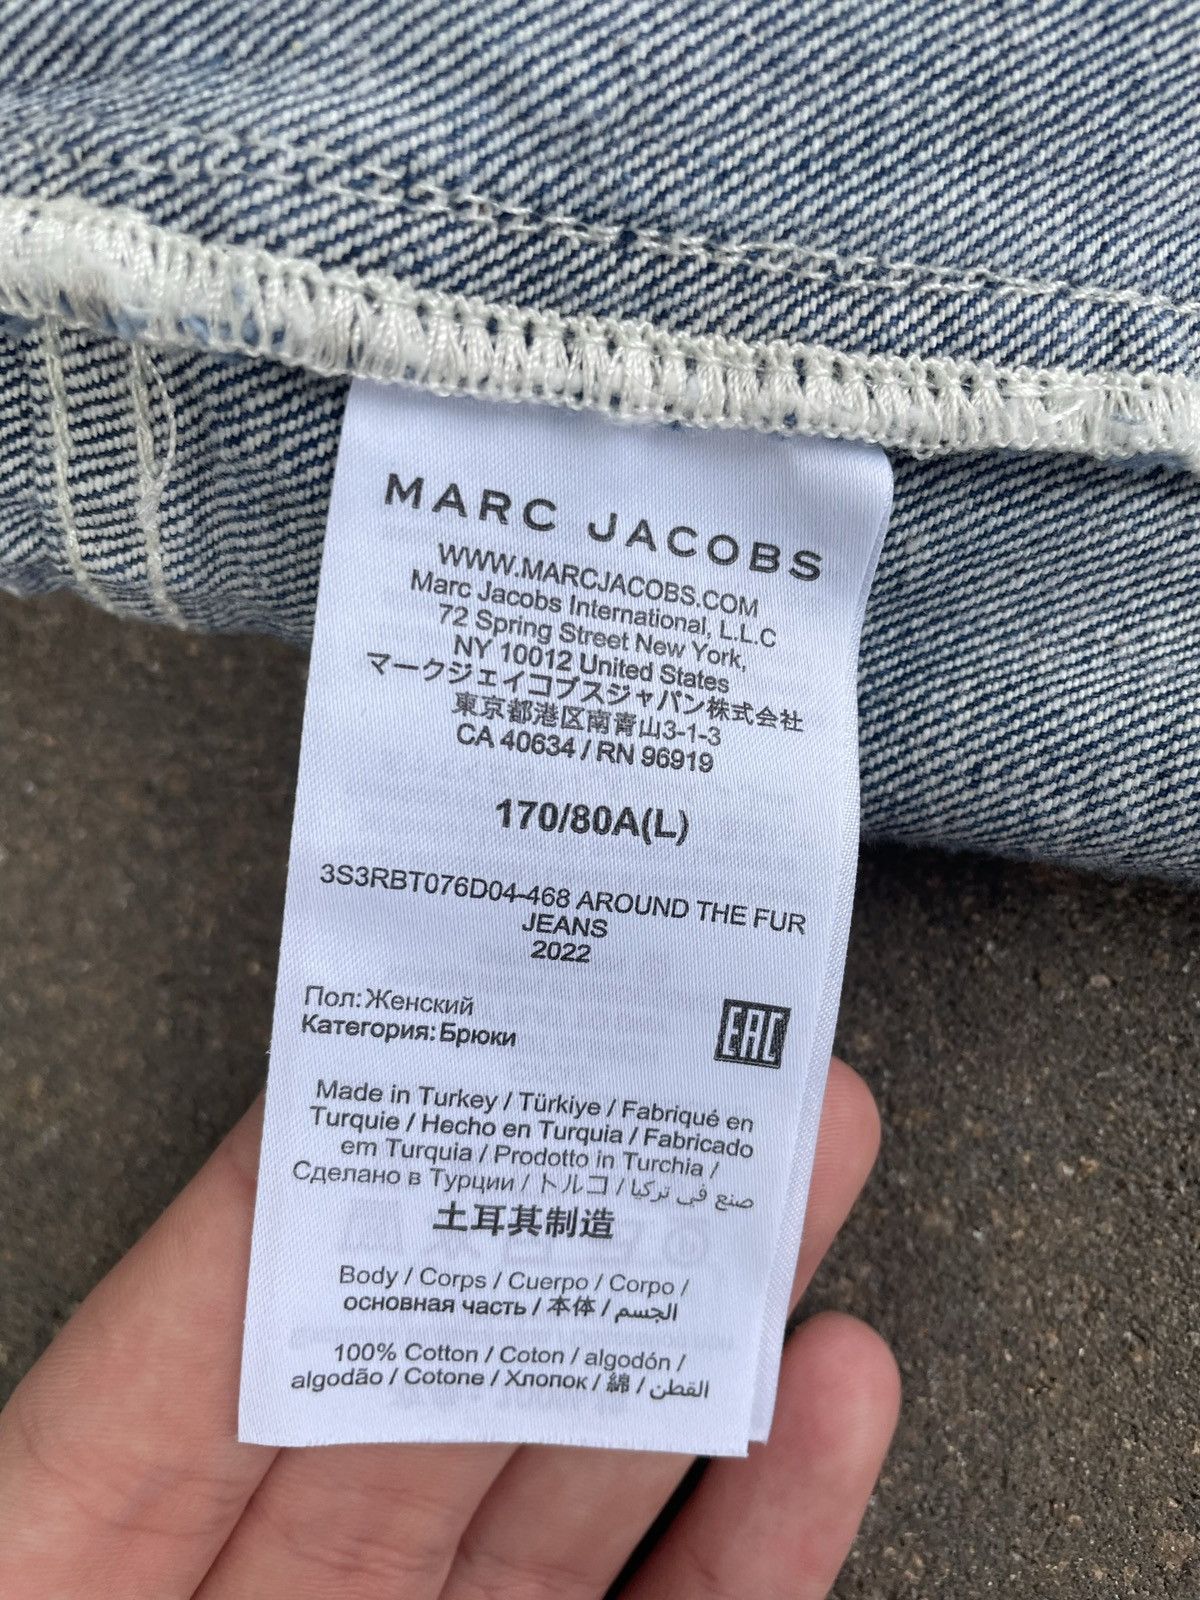 MARC JACOBS
WWW.MARCJACOBS.COM
Marc Jacobs International, L.L.C
72 Spring Street New York,
NY 10012 United States
マークジェイコブスジャパン株式会社
東京都港区南青山3-1-3
CA 40634 / RN 96919
170/80A(L)
3S3RBT076D04-468 AROUND THE FUR
JEANS
2022
Пол:Женский
Категория:Брюки
EAC
Made in Turkey / Türkiye / Fabriqué en
Turquie / Hecho en Turquia / Fabricado
em Turquia / Prodotto in Turchia /
Сделано в Турции / トルコ / صنع في تركيا
土耳其制造
Body / Corps / Cuerpo / Corpo /
основная часть / 本体 / الجسم
100% Cotton / Coton / algodón /
algodão / Cotone / Хлопок / 綿 / القطن